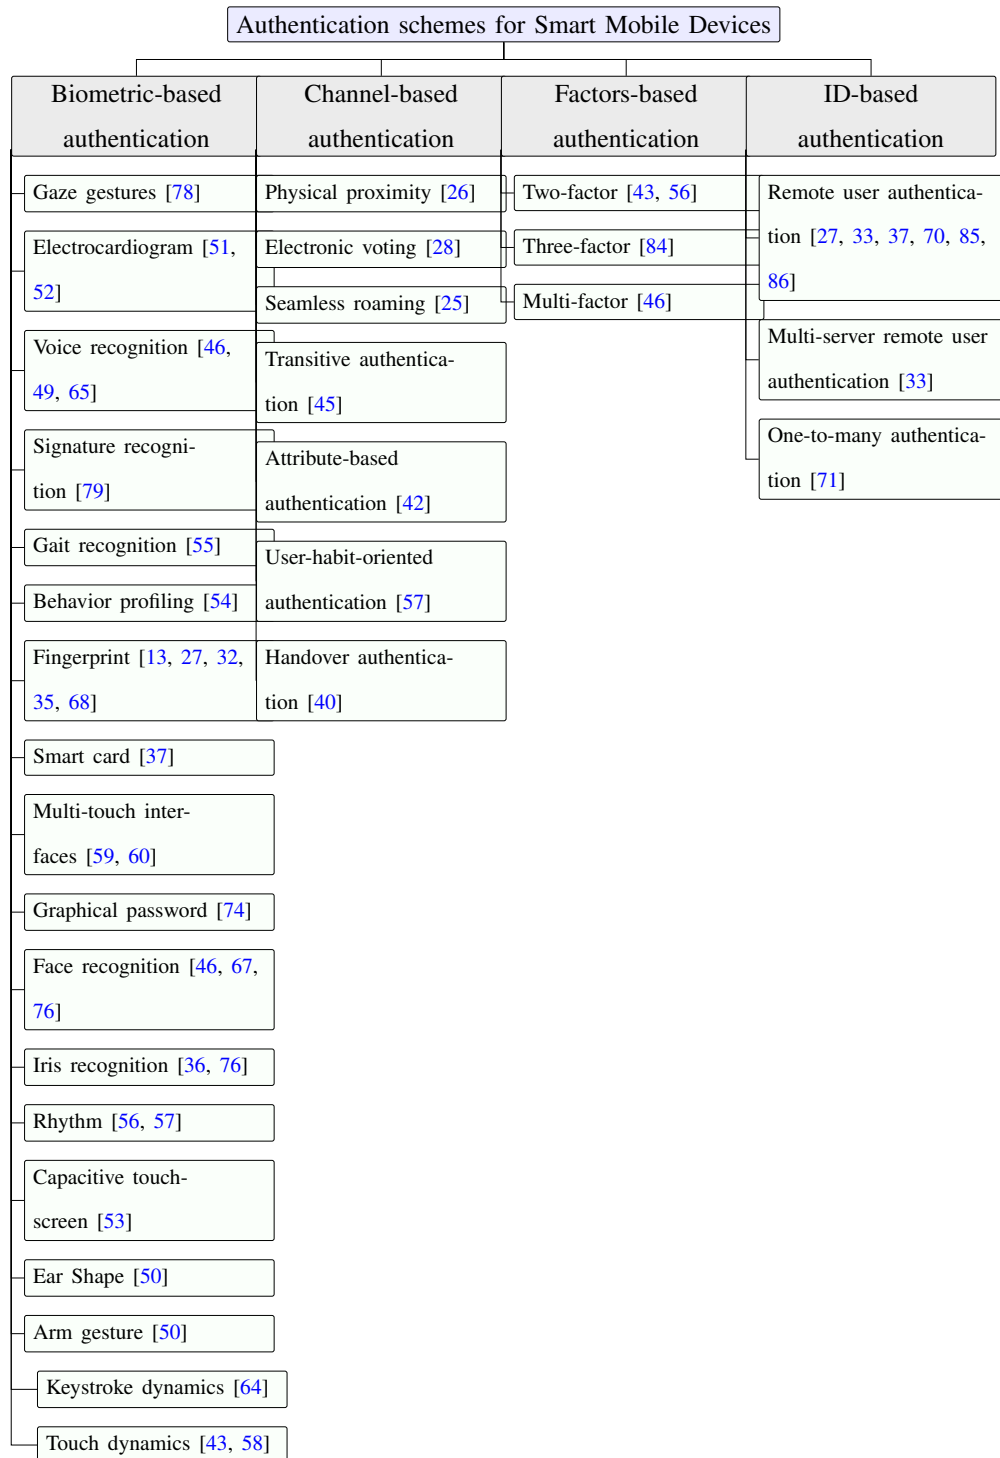 Authentication schemes for Smart Mobile Devices
Biometric-based
authentication
Gaze gestures [78]
Electrocardiogram [51,
52]
Voice recognition [46,
49, 65]
Signature recogni-
tion [79]
Gait recognition [55]
Behavior profiling [54]
Fingerprint [13, 27, 32,
35, 68]
Smart card [37]
Multi-touch inter-
faces [59, 60]
Graphical password [74]
Face recognition [46, 67,
76]
Iris recognition [36, 76]
Rhythm [56, 57]
Capacitive touch-
screen [53]
Ear Shape [50]
Arm gesture [50]
Keystroke dynamics [64]
Touch dynamics [43, 58]
Channel-based
authentication
Physical proximity [26]
Electronic voting [28]
Seamless roaming [25]
Transitive authentica-
tion [45]
Attribute-based
authentication [42]
User-habit-oriented
authentication [57]
Handover authentica-
tion [40]
Factors-based
authentication
Two-factor [43, 56]
Three-factor [84]
Multi-factor [46]
ID-based
authentication
Remote user authentica-
tion [27, 33, 37, 70, 85,
86]
Multi-server remote user
authentication [33]
One-to-many authentica-
tion [71]